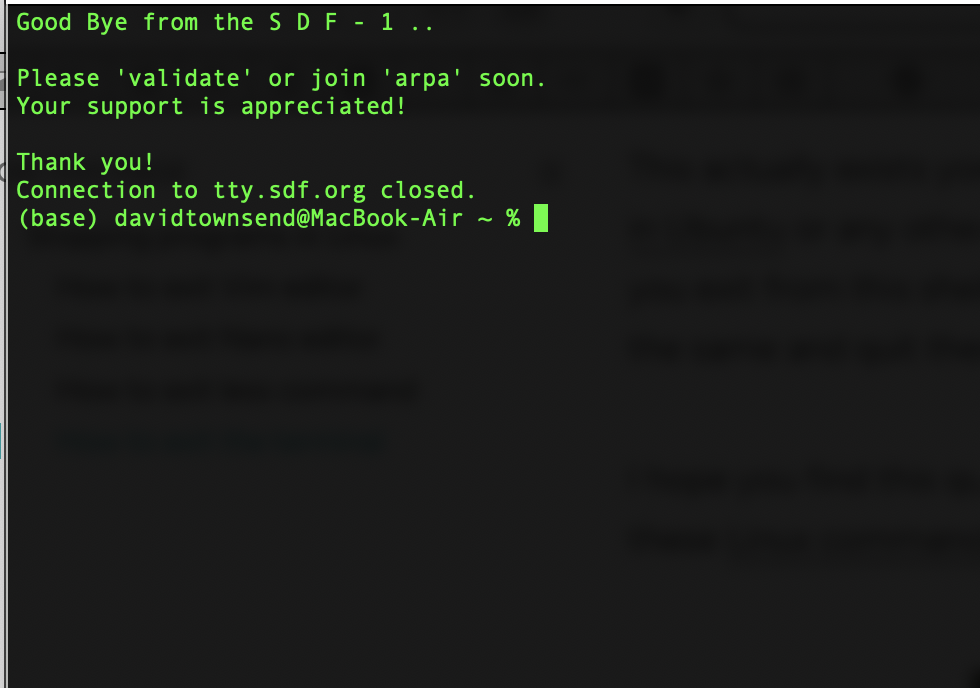 Good Bye from the S D F - 1 ..
Please 'validate' or join 'arpa' soon.
Your support is appreciated!
Thank you!
Connection to tty.sdf.org closed.
(base) davidtownsend@MacBook-Air ~ %